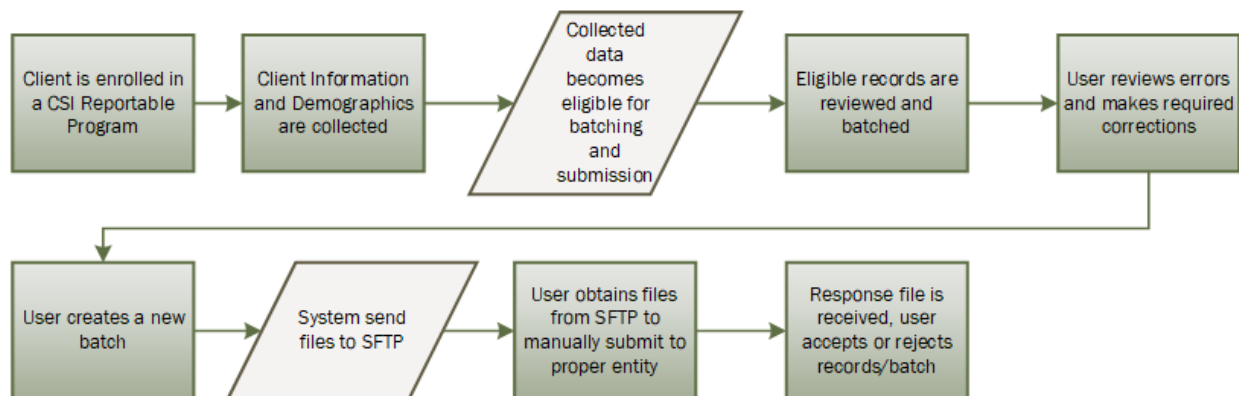 Client is enrolled in
a CSI Reportable
Program
Client Information
and Demographics
are collected
Collected
data
becomes
eligible for
batching
and
submission
Eligible records are
reviewed and
batched
User reviews errors
and makes required
corrections
User creates a new
batch
System send
files to SFTP
User obtains files
from SFTP to
manually submit to
proper entity
Response file is
received, user
accepts or rejects
records/batch